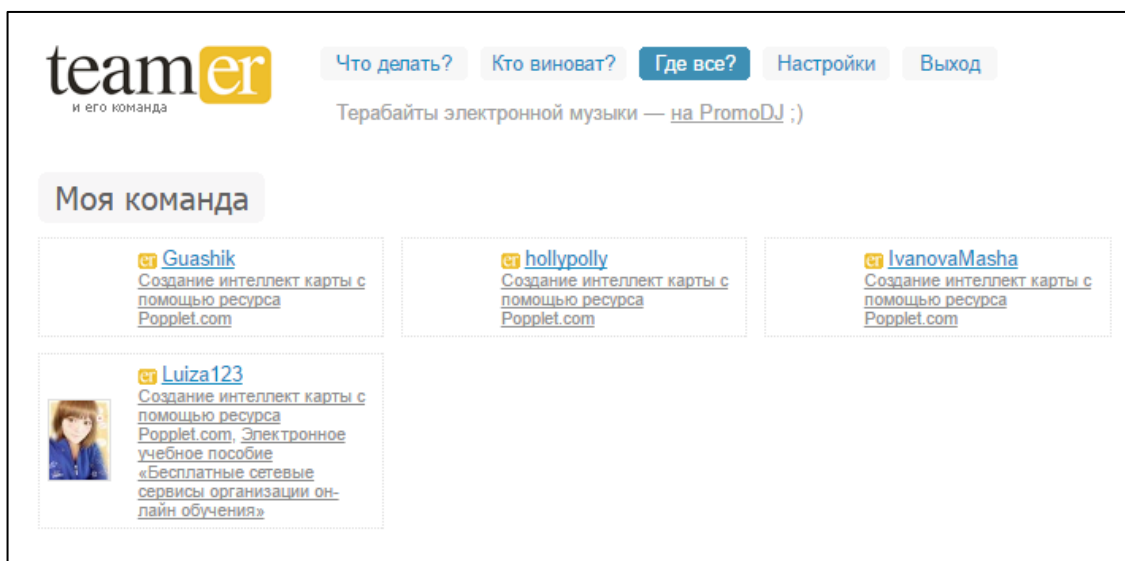 teamer
и его команда
Что делать? Кто виноват? Где все? Настройки Выход
Терабайты электронной музыки — на PromoDJ ;)
Моя команда
er Guashik
Создание интеллект карты с
помощью ресурса
Popplet.com
er hollypolly
Создание интеллект карты с
помощью ресурса
Popplet.com
er IvanovaMasha
Создание интеллект карты с
помощью ресурса
Popplet.com
er Luiza123
Создание интеллект карты с
помощью ресурса
Popplet.com, Электронное
учебное пособие
«Бесплатные сетевые
сервисы организации он-
лайн обучения»